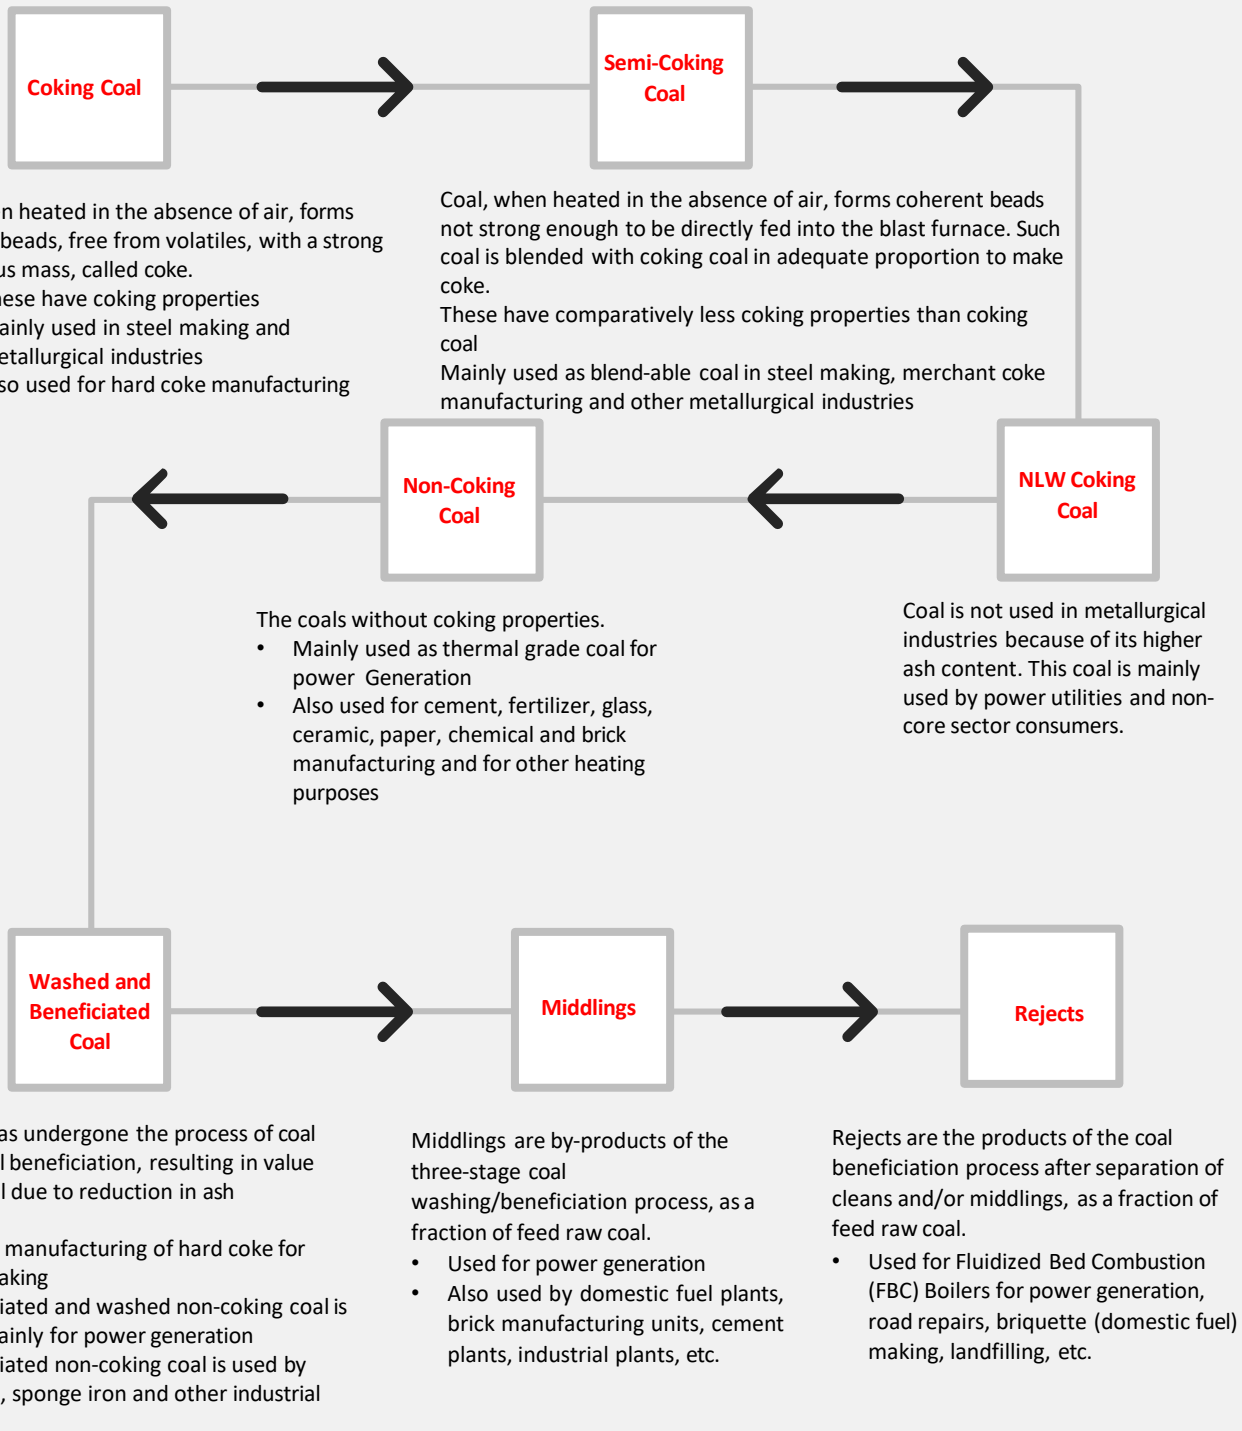 Coking Coal
Semi-Coking
Coal
n heated in the absence of air, forms
beads, free from volatiles, with a strong
us mass, called coke.
hese have coking properties
ainly used in steel making and
etallurgical industries
so used for hard coke manufacturing
Coal, when heated in the absence of air, forms coherent beads
not strong enough to be directly fed into the blast furnace. Such
coal is blended with coking coal in adequate proportion to make
coke.
These have comparatively less coking properties than coking
coal
Mainly used as blend-able coal in steel making, merchant coke
manufacturing and other metallurgical industries
Non-Coking
Coal
NLW Coking
Coal
The coals without coking properties.
• Mainly used as thermal grade coal for
power Generation
• Also used for cement, fertilizer, glass,
ceramic, paper, chemical and brick
manufacturing and for other heating
purposes
Coal is not used in metallurgical
industries because of its higher
ash content. This coal is mainly
used by power utilities and non-
core sector consumers.
Washed and
Beneficiated
Coal
Middlings
Rejects
as undergone the process of coal
l beneficiation, resulting in value
l due to reduction in ash
manufacturing of hard coke for
aking
iated and washed non-coking coal is
ainly for power generation
iated non-coking coal is used by
, sponge iron and other industrial
Middlings are by-products of the
three-stage coal
washing/beneficiation process, as a
fraction of feed raw coal.
• Used for power generation
• Also used by domestic fuel plants,
brick manufacturing units, cement
plants, industrial plants, etc.
Rejects are the products of the coal
beneficiation process after separation of
cleans and/or middlings, as a fraction of
feed raw coal.
• Used for Fluidized Bed Combustion
(FBC) Boilers for power generation,
road repairs, briquette (domestic fuel)
making, landfilling, etc.